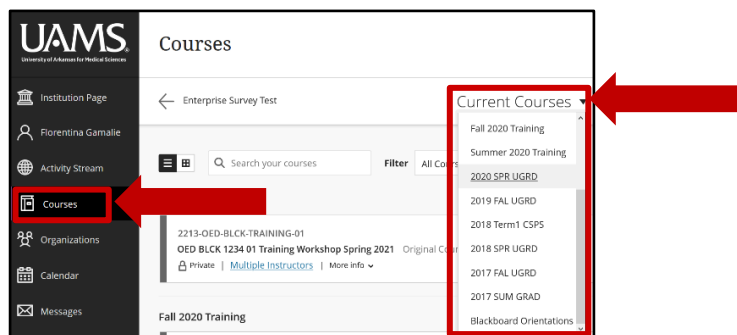 UAMS
University of Arkansas for Medical Sciences
Institution Page
Florentina Gamalie
Activity Stream
Courses
Organizations
Calendar
Messages
Courses
Enterprise Survey Test
Current Courses
Search your courses
Filter All
2213-OED-BLCK-TRAINING-01
OED BLCK 1234 01 Training Workshop Spring 2021 Original
Private | Multiple Instructors | More info
Fall 2020 Training
Fall 2020 Training
Summer 2020 Training
2020 SPR UGRD
2019 FAL UGRD
2018 Term1 CSPS
2018 SPR UGRD
2017 FAL UGRD
2017 SUM GRAD
Blackboard Orientations